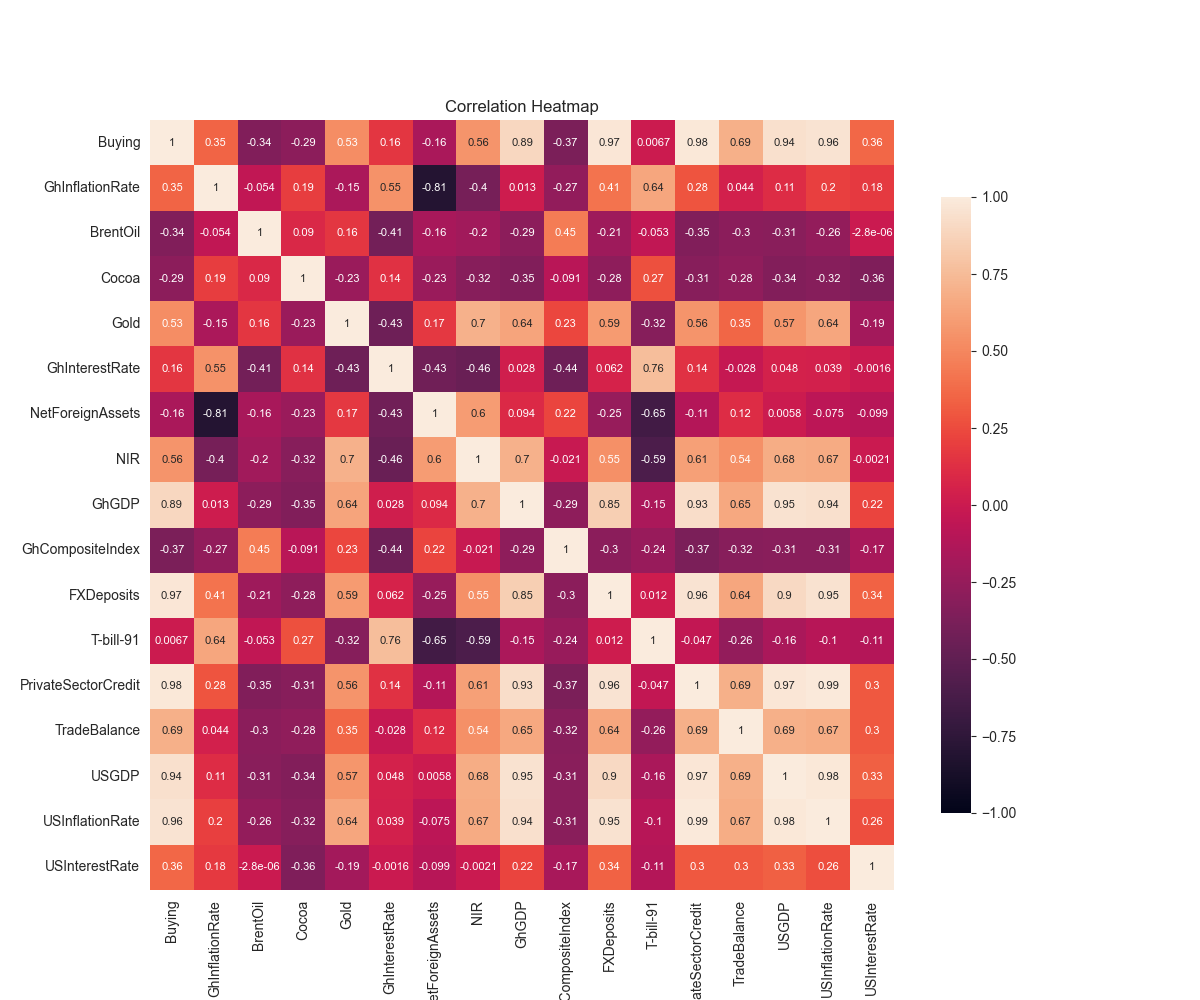 Correlation Heatmap
Buying 1 0.35 -0.34 -0.29 0.53 0.16 -0.16 0.56 0.89 -0.37 0.97 0.0067 0.98 0.69 0.94 0.96 0.36
GhInflationRate 0.35 1 -0.054 0.19 -0.15 0.55 -0.81 -0.4 0.013 -0.27 0.41 0.64 0.28 0.044 0.11 0.2 0.18
BrentOil -0.34 -0.054 1 0.09 0.16 -0.41 -0.16 -0.2 -0.29 0.45 -0.21 -0.053 -0.35 -0.3 -0.31 -0.26 -2.8e-06
Cocoa -0.29 0.19 0.09 1 -0.23 0.14 -0.23 -0.32 -0.35 -0.091 -0.28 0.27 -0.31 -0.28 -0.34 -0.32 -0.36
Gold 0.53 -0.15 0.16 -0.23 1 -0.43 0.17 0.7 0.64 0.23 0.59 -0.32 0.56 0.35 0.57 0.64 -0.19
GhInterestRate 0.16 0.55 -0.41 0.14 -0.43 1 -0.43 -0.46 0.028 -0.44 0.062 0.76 0.14 -0.028 0.048 0.039 -0.0016
NetForeignAssets -0.16 -0.81 -0.16 -0.23 0.17 -0.43 1 0.6 0.094 0.22 -0.25 -0.65 -0.11 0.12 0.0058 -0.075 -0.099
NIR 0.56 -0.4 -0.2 -0.32 0.7 -0.46 0.6 1 0.7 -0.021 0.55 -0.59 0.61 0.54 0.68 0.67 -0.0021
GhGDP 0.89 0.013 -0.29 -0.35 0.64 0.028 0.094 0.7 1 -0.29 0.85 -0.15 0.93 0.65 0.95 0.94 0.22
GhCompositeIndex -0.37 -0.27 0.45 -0.091 0.23 -0.44 0.22 -0.021 -0.29 1 -0.3 -0.24 -0.37 -0.32 -0.31 -0.31 -0.17
FXDeposits 0.97 0.41 -0.21 -0.28 0.59 0.062 -0.25 0.55 0.85 -0.3 1 0.012 0.96 0.64 0.9 0.95 0.34
T-bill-91 0.0067 0.64 -0.053 0.27 -0.32 0.76 -0.65 -0.59 -0.15 -0.24 0.012 1 -0.047 -0.26 -0.16 -0.1 -0.11
PrivateSectorCredit 0.98 0.28 -0.35 -0.31 0.56 0.14 -0.11 0.61 0.93 -0.37 0.96 -0.047 1 0.69 0.97 0.99 0.3
TradeBalance 0.69 0.044 -0.3 -0.28 0.35 -0.028 0.12 0.54 0.65 -0.32 0.64 -0.26 0.69 1 0.69 0.67 0.3
USGDP 0.94 0.11 -0.31 -0.34 0.57 0.048 0.0058 0.68 0.95 -0.31 0.9 -0.16 0.97 0.69 1 0.98 0.33
USInflationRate 0.96 0.2 -0.26 -0.32 0.64 0.039 -0.075 0.67 0.94 -0.31 0.95 -0.1 0.99 0.67 0.98 1 0.26
USInterestRate 0.36 0.18 -2.8e-06 -0.36 -0.19 -0.0016 -0.099 -0.0021 0.22 -0.17 0.34 -0.11 0.3 0.3 0.33 0.26 1
Buying
GhInflationRate
BrentOil
Cocoa
Gold
GhInterestRate
etForeignAssets
NIR
GhGDP
CompositeIndex
FXDeposits
T-bill-91
ateSectorCredit
TradeBalance
USGDP
USInflationRate
USInterestRate
1.00
0.75
0.50
0.25
0.00
−0.25
−0.50
−0.75
−1.00